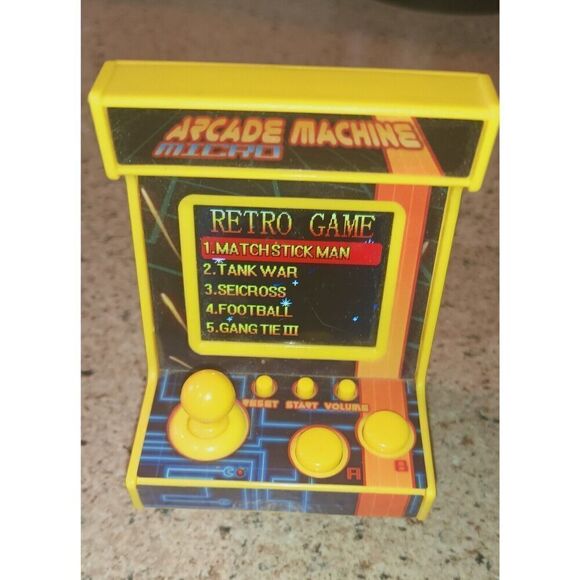 ARCADE MACHINE
MICRO
RETRO GAME
1.MATCHSTICK MAN
2.TANK WAR
3.SEICROSS
4.FOOTBALL
5.GANG TIE III
RESET START VOLUME
A
B